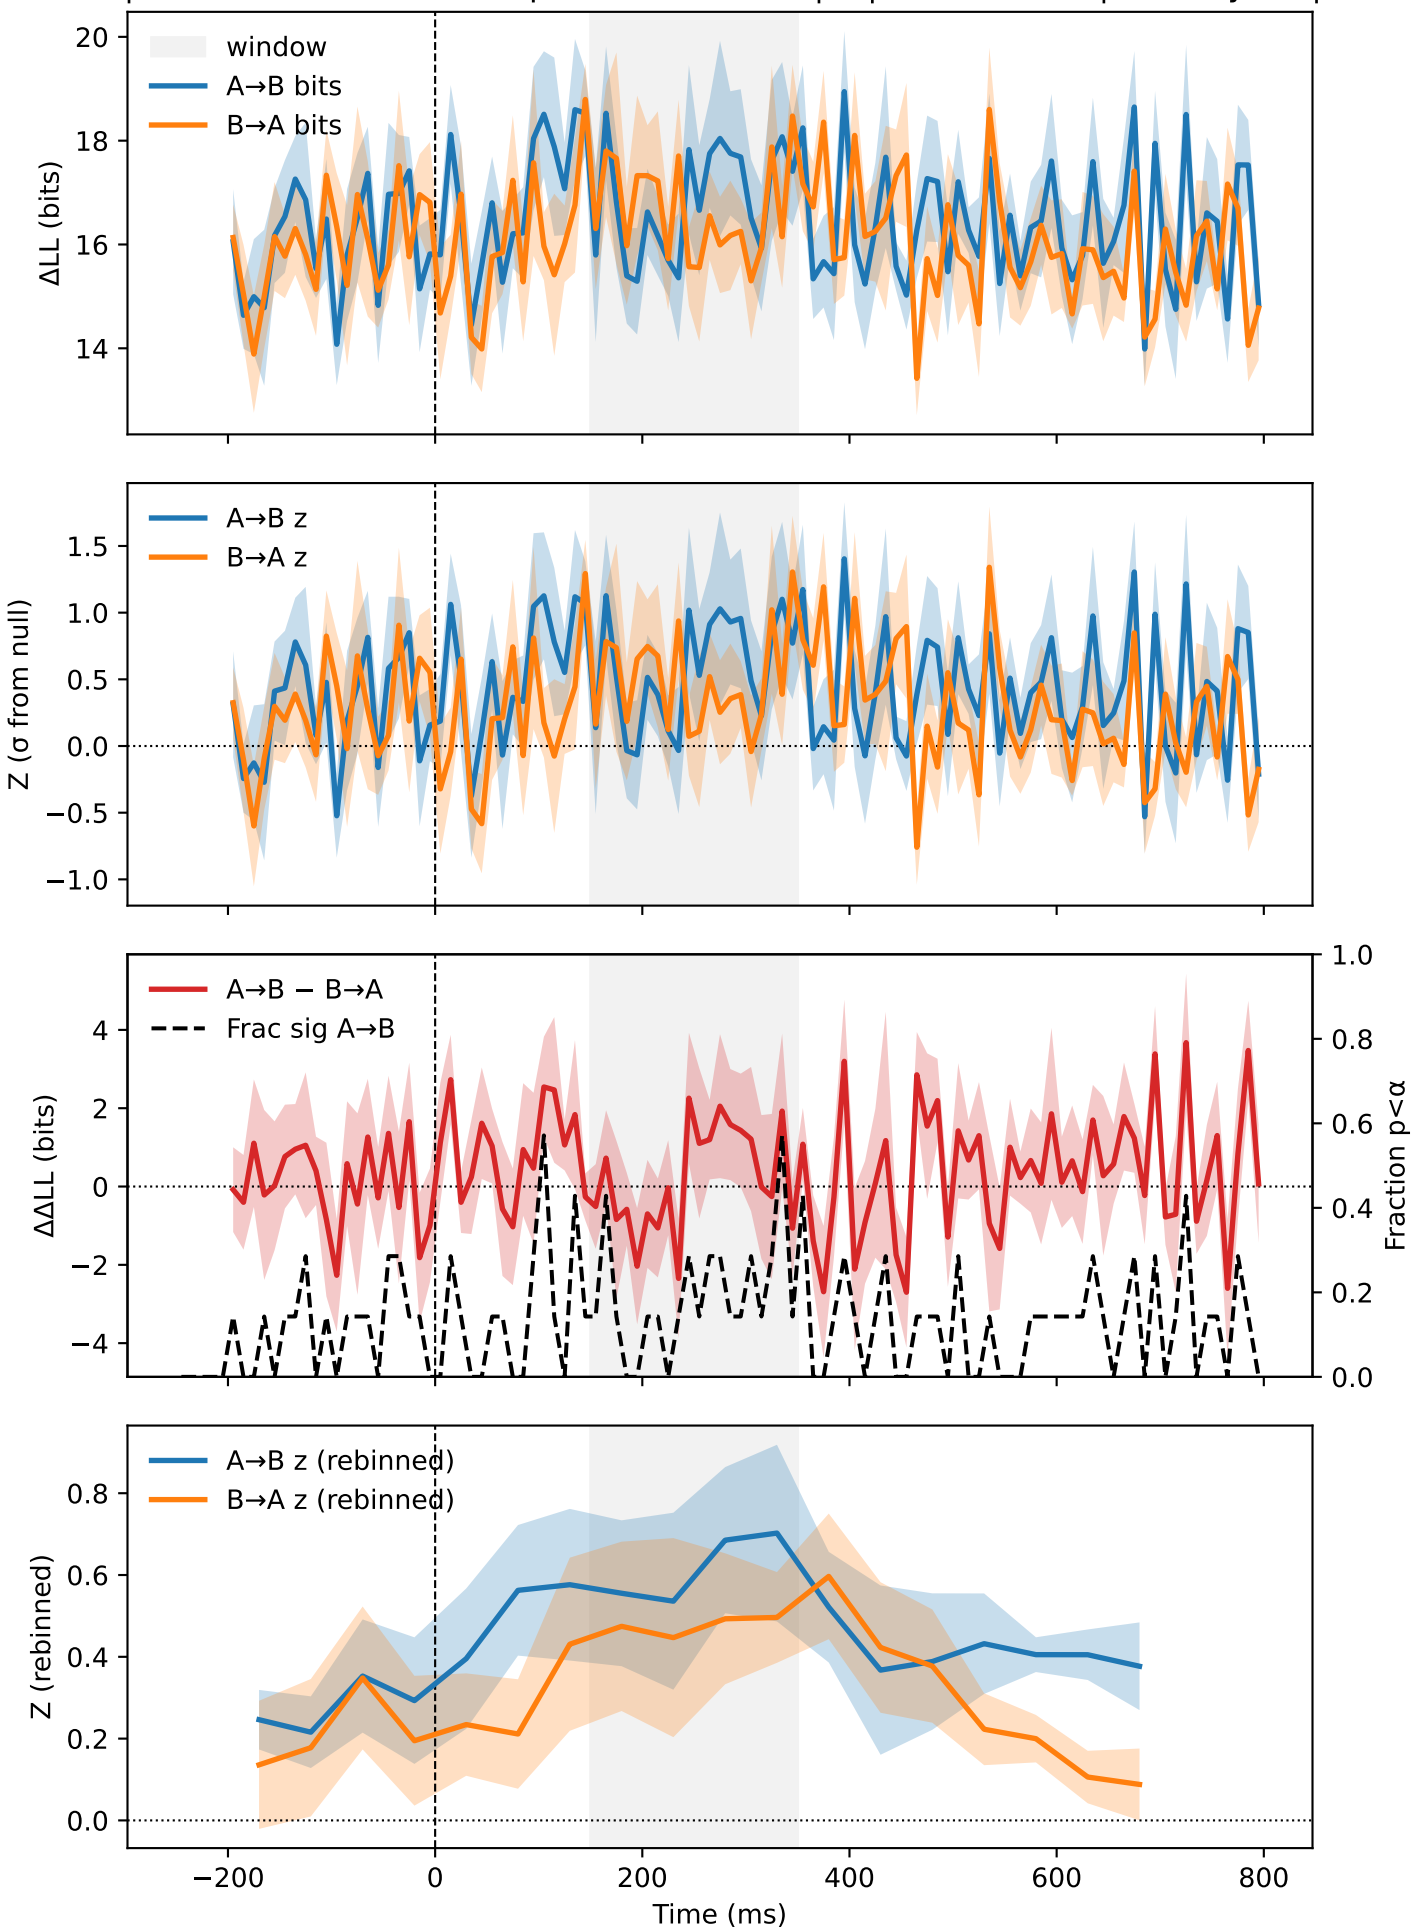 20
18
16
14
ΔLL (bits)
window
A→B bits
B→A bits
1.5
1.0
0.5
0.0
−0.5
−1.0
Z (σ from null)
A→B z
B→A z
4
2
0
−2
−4
ΔΔLL (bits)
A→B − B→A
Frac sig A→B
1.0
0.8
0.6
0.4
0.2
0.0
Fraction p<α
0.8
0.6
0.4
0.2
0.0
Z (rebinned)
A→B z (rebinned)
B→A z (rebinned)
−200
0
200
400
600
800
Time (ms)